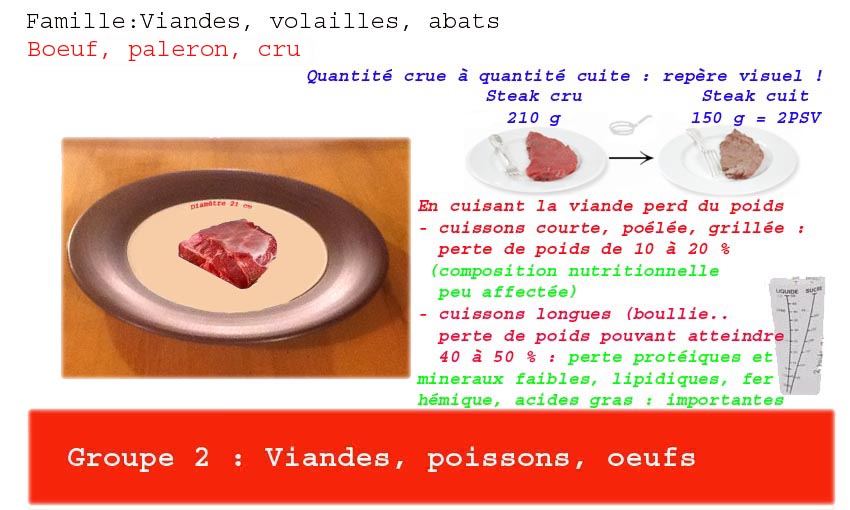 Famille:Viandes, volailles, abats
Boeuf, paleron, cru
Quantité crue à quantité cuite : repère visuel !
Steak cru
210 g
Steak cuit
150 g = 2PSV
Diamètre 21 cm
En cuisant la viande perd du poids
- cuissons courte, poélée, grillée :
perte de poids de 10 à 20 %
(composition nutritionnelle
peu affectée)
- cuissons longues (boullie..
perte de poids pouvant atteindre
40 à 50 % : perte protéiques et
mineraux faibles, lipidiques, fer
hémique, acides gras : importantes
LIQUIDE SUCRE
Groupe 2 : Viandes, poissons, oeufs